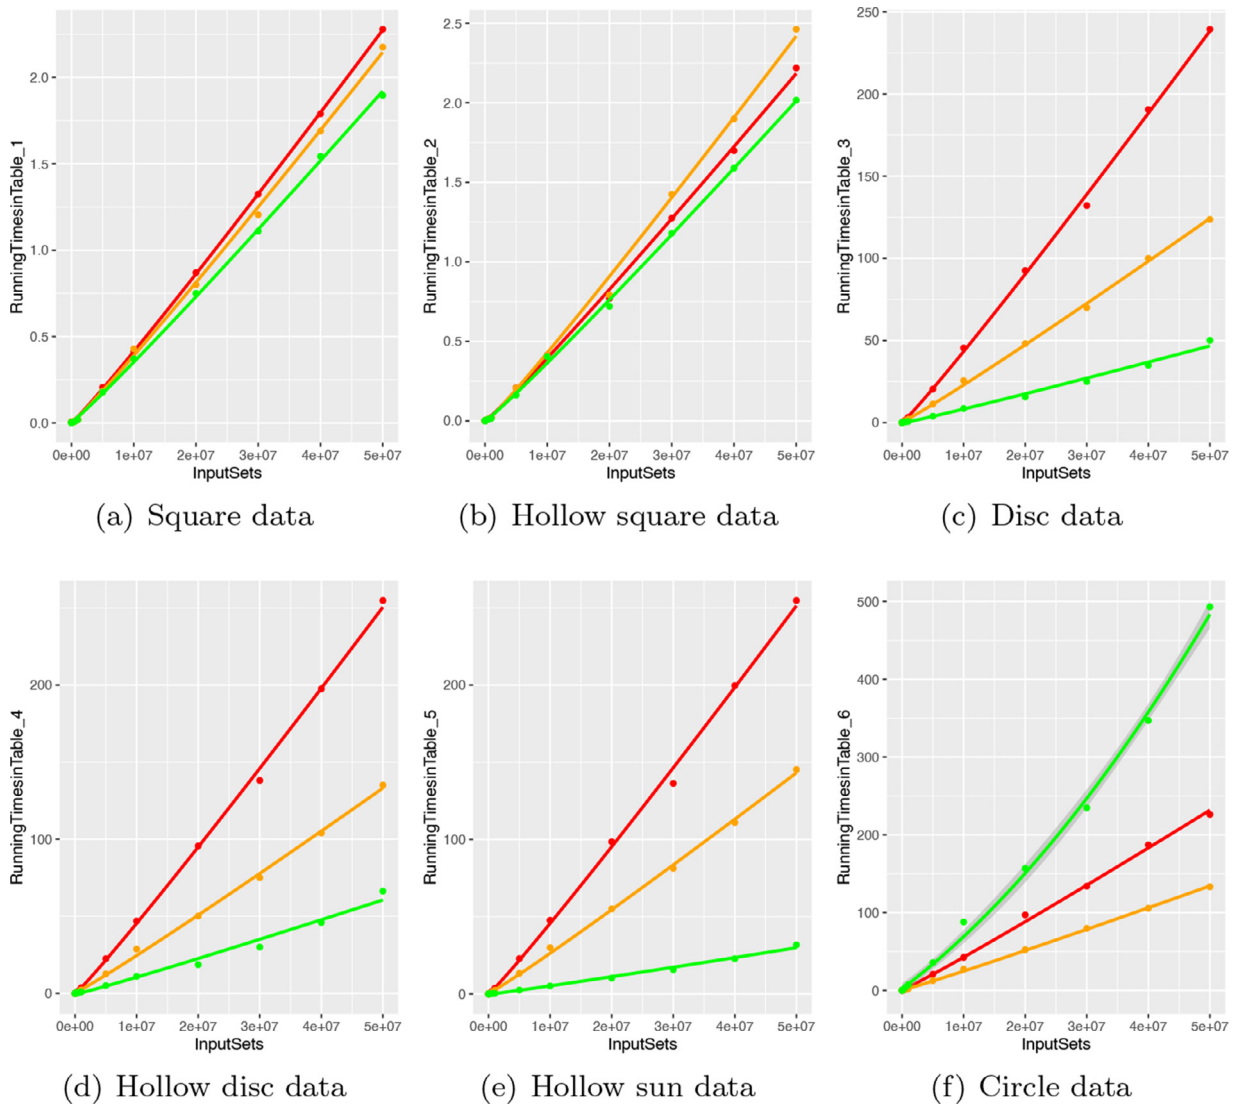 RunningTimesinTable_1
2.0
1.5
1.0
0.5
0.0
0e+00 1e+07 2e+07 3e+07 4e+07 5e+07
InputSets
(a) Square data
RunningTimesinTable_2
2.5
2.0
1.5
1.0
0.5
0.0
0e+00 1e+07 2e+07 3e+07 4e+07 5e+07
InputSets
(b) Hollow square data
RunningTimesinTable_3
250
200
150
100
50
0
0e+00 1e+07 2e+07 3e+07 4e+07 5e+07
InputSets
(c) Disc data
RunningTimesinTable_4
200
100
0
0e+00 1e+07 2e+07 3e+07 4e+07 5e+07
InputSets
(d) Hollow disc data
RunningTimesinTable_5
200
100
0
0e+00 1e+07 2e+07 3e+07 4e+07 5e+07
InputSets
(e) Hollow sun data
RunningTimesinTable_6
500
400
300
200
100
0
0e+00 1e+07 2e+07 3e+07 4e+07 5e+07
InputSets
(f) Circle data